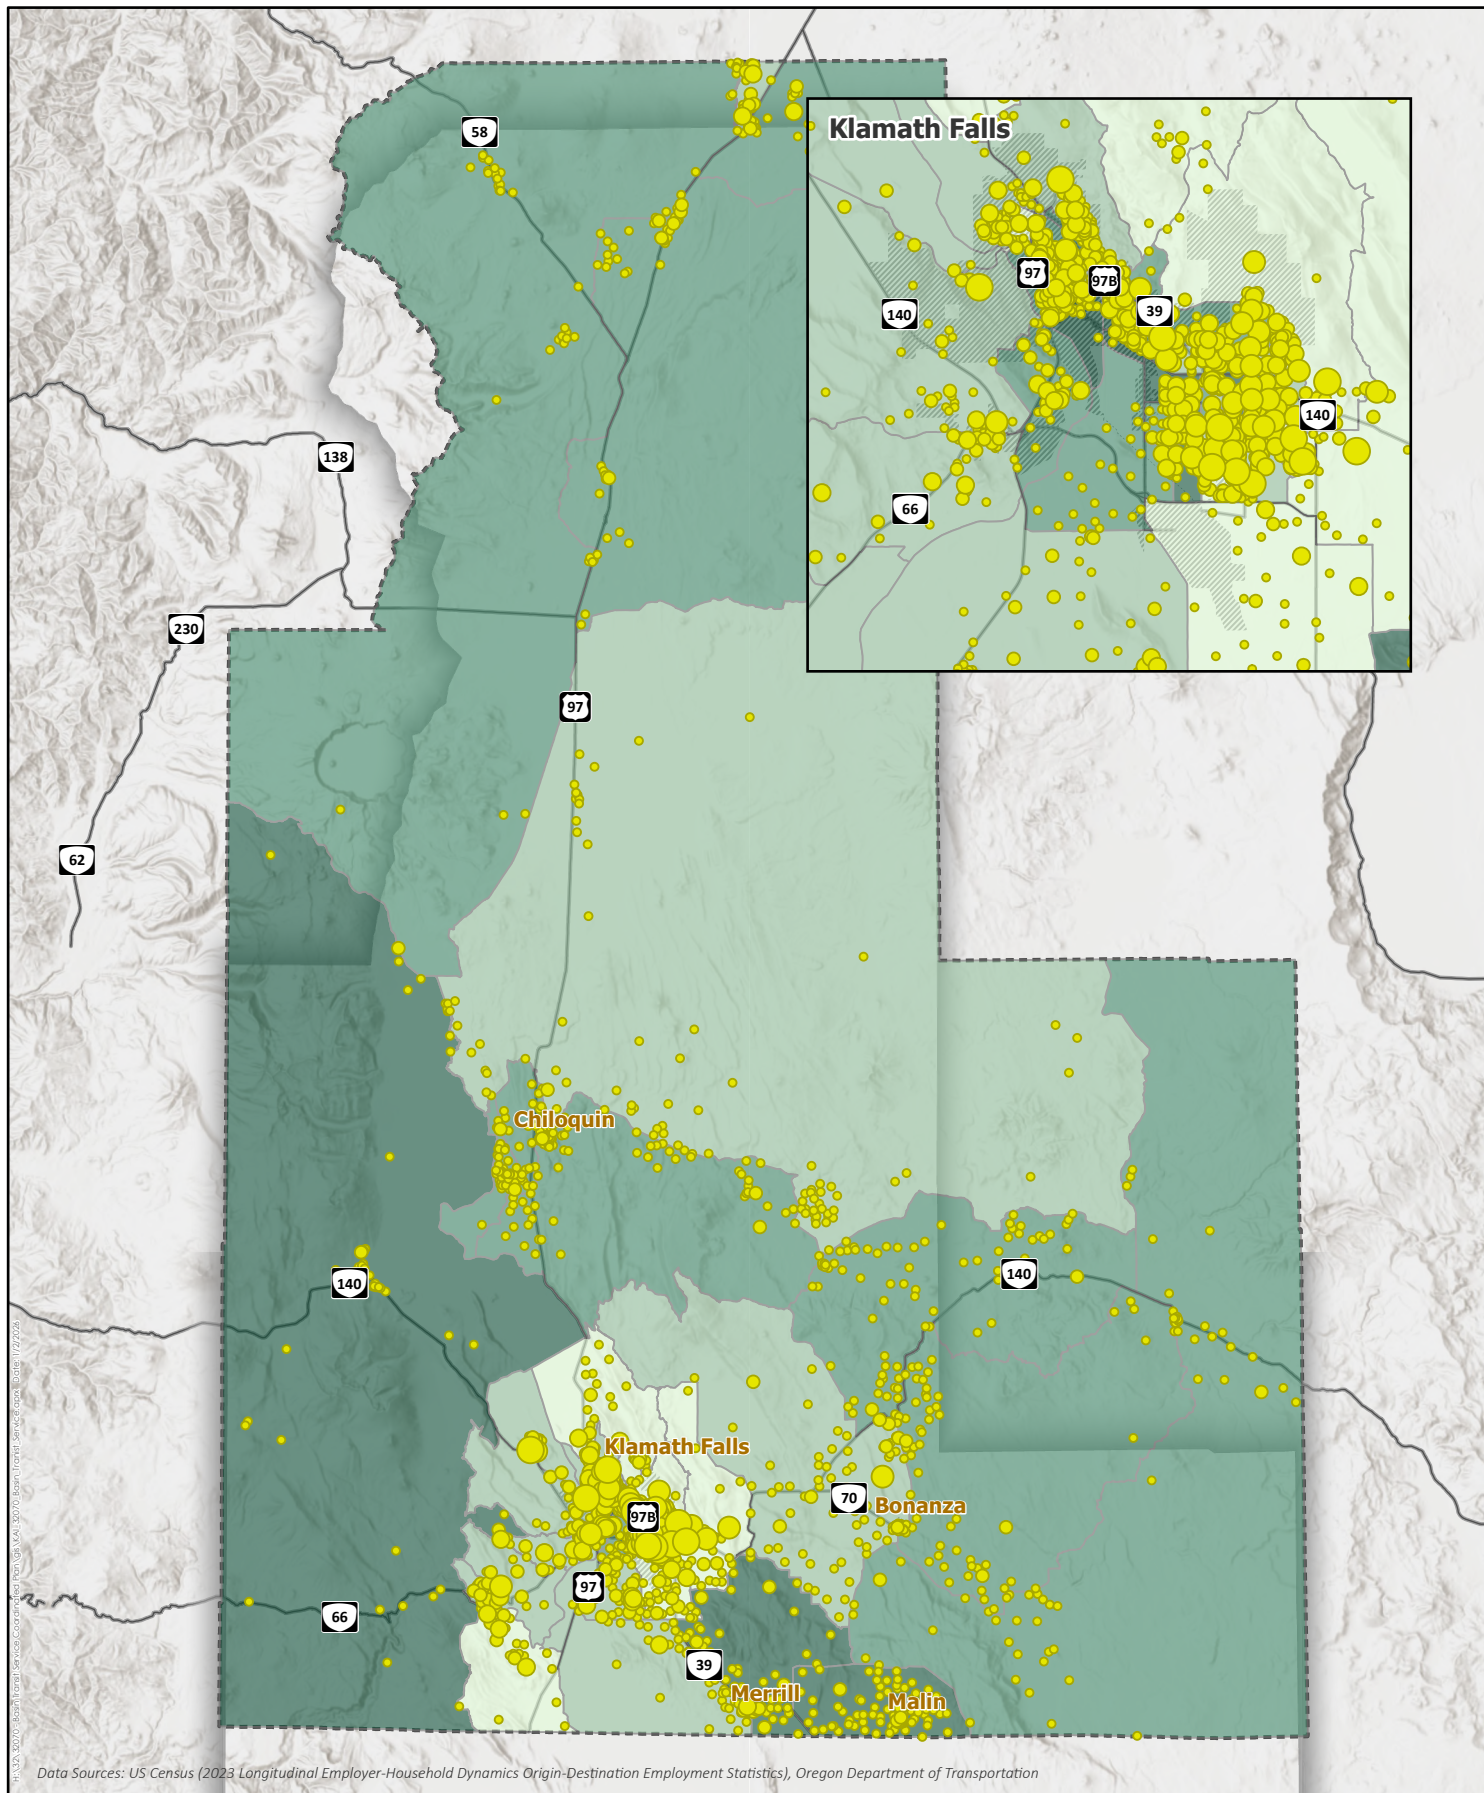 58
Klamath Falls
97
97B
39
140
140
66
138
230
97
62
Chiloquin
140
140
Klamath Falls
70
Bonanza
97B
97
66
39
Merrill
Malin
Data Sources: US Census (2023 Longitudinal Employer-Household Dynamics Origin-Destination Employment Statistics), Oregon Department of Transportation